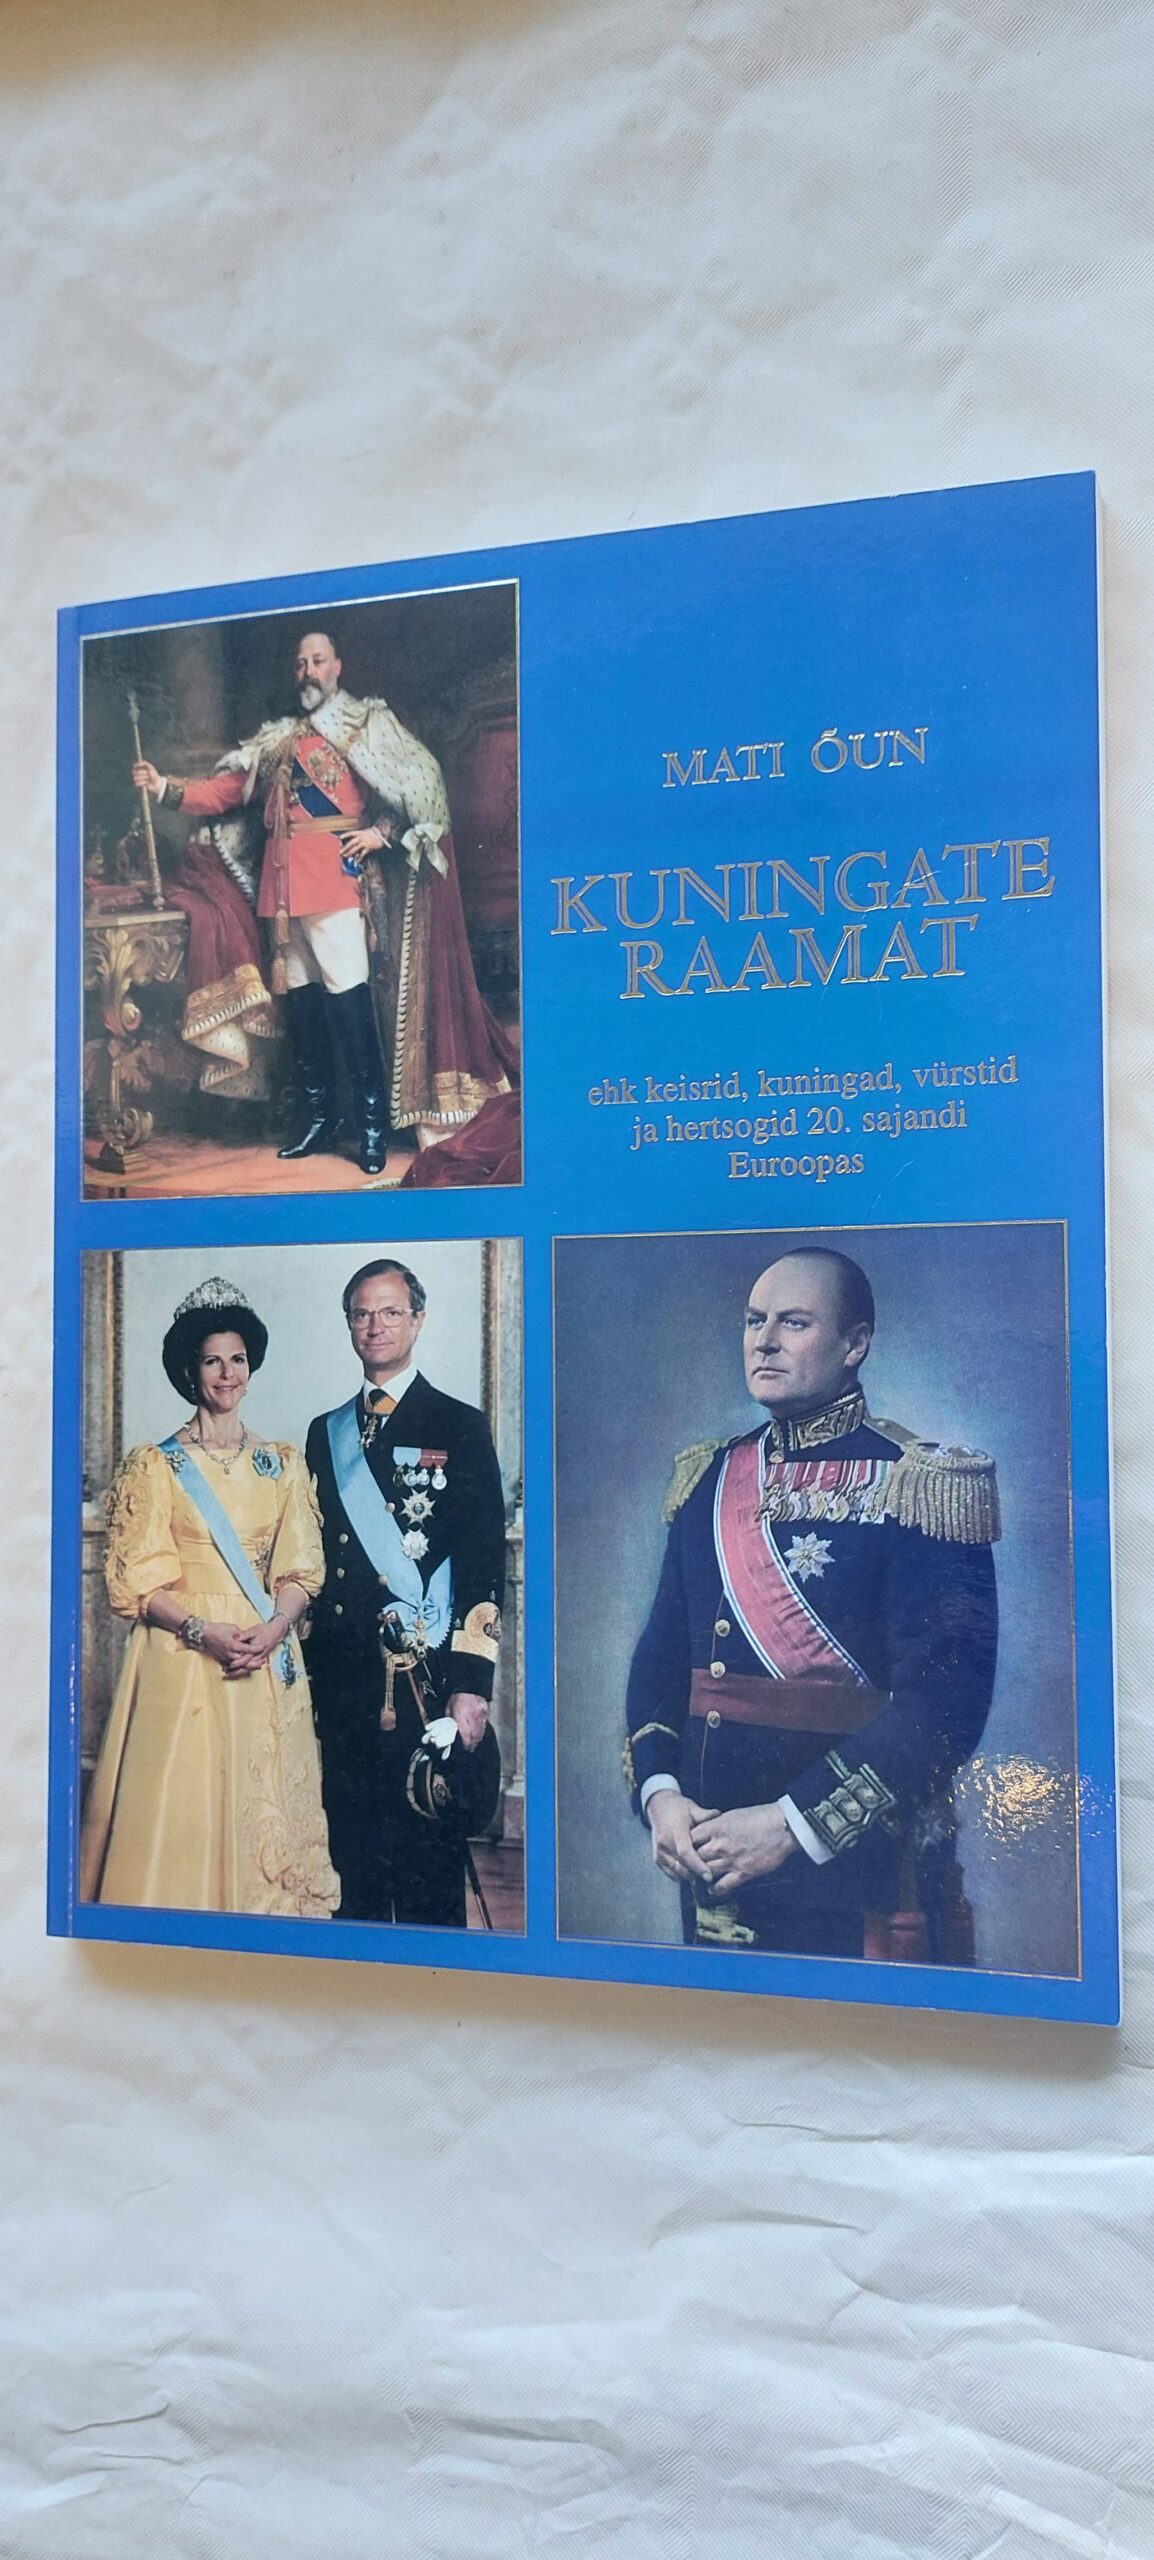 MATI ÕUN
KUNINGATE
RAAMAT
ehk keisrid, kuningad, vürstid
ja hertsogid 20. sajandi
Euroopas